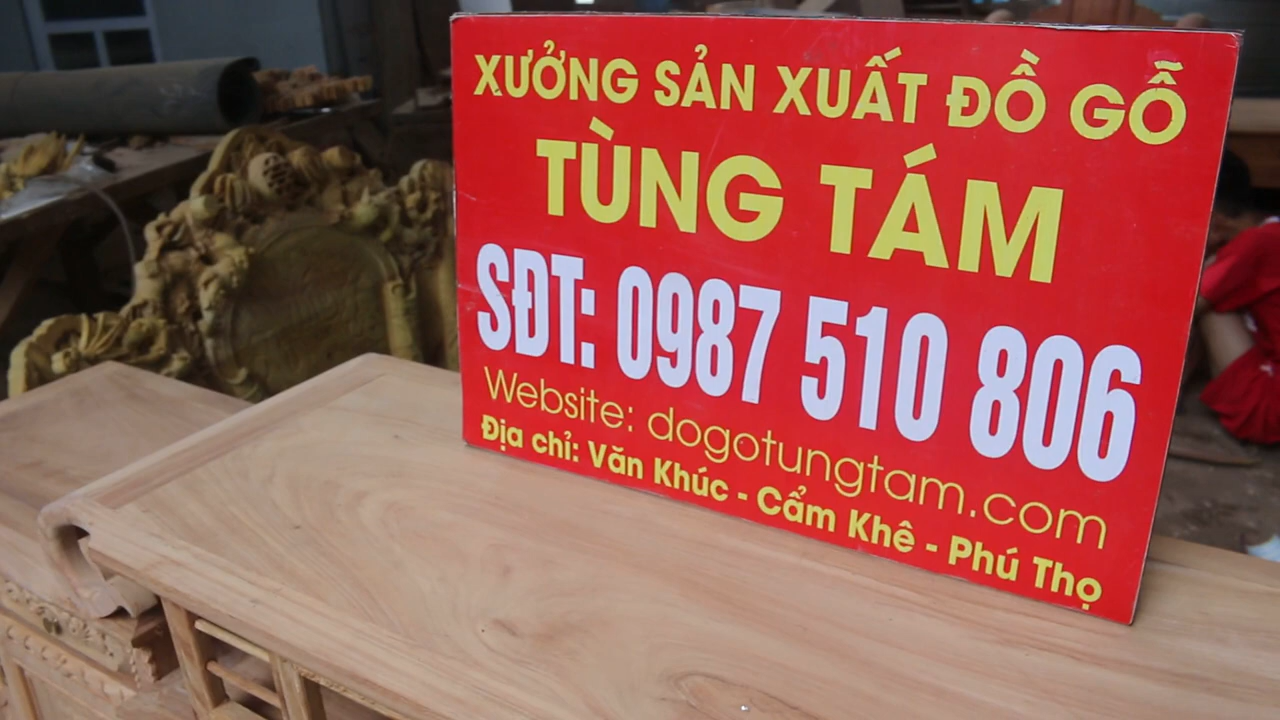 XƯỞNG SẢN XUẤT ĐỒ GỖ
TÙNG TÁM
SĐT: 0987 510 806
Website: dogotungtam.com
Địa chỉ: Văn Khúc - Cẩm Khê - Phú Thọ